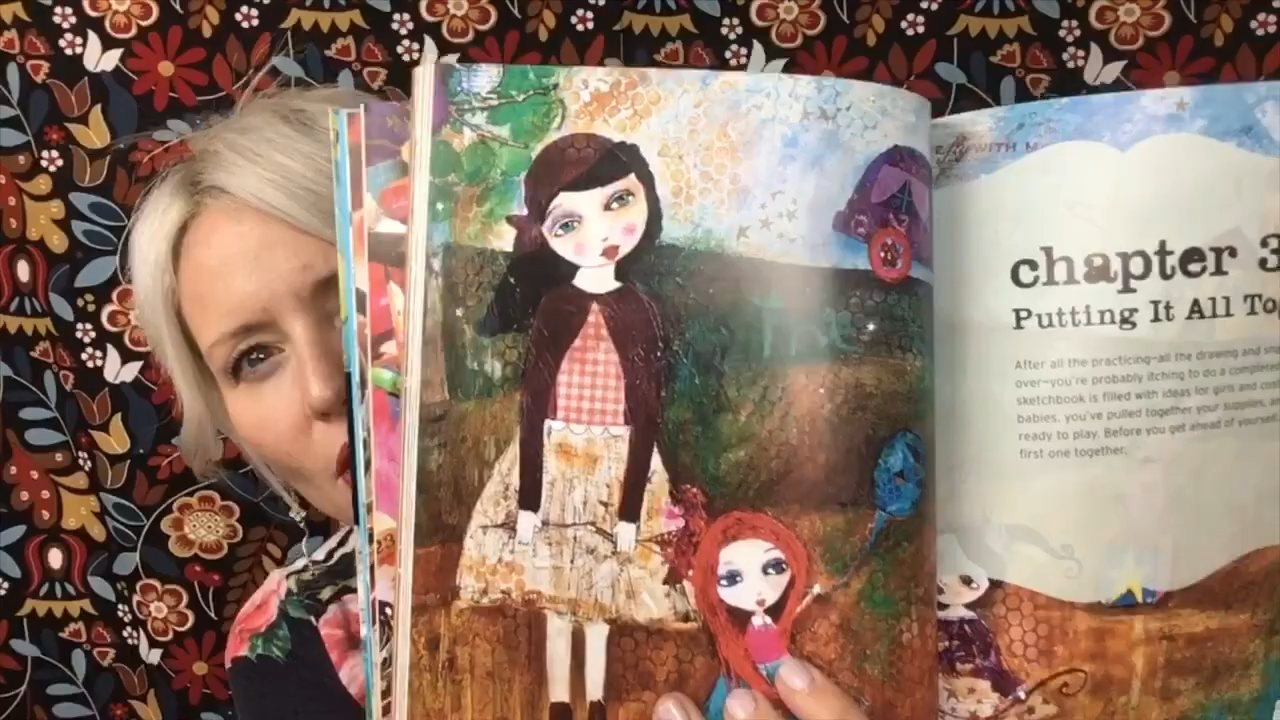 WITH M
chapter 3
Putting It All To
After all the practicing—all the drawing and
over—you're probably itching to do a
sketchbook is filled with ideas for girls and
babies, you've pulled together your supplies,
ready to play. Before you get ahead of yourself
first one together.